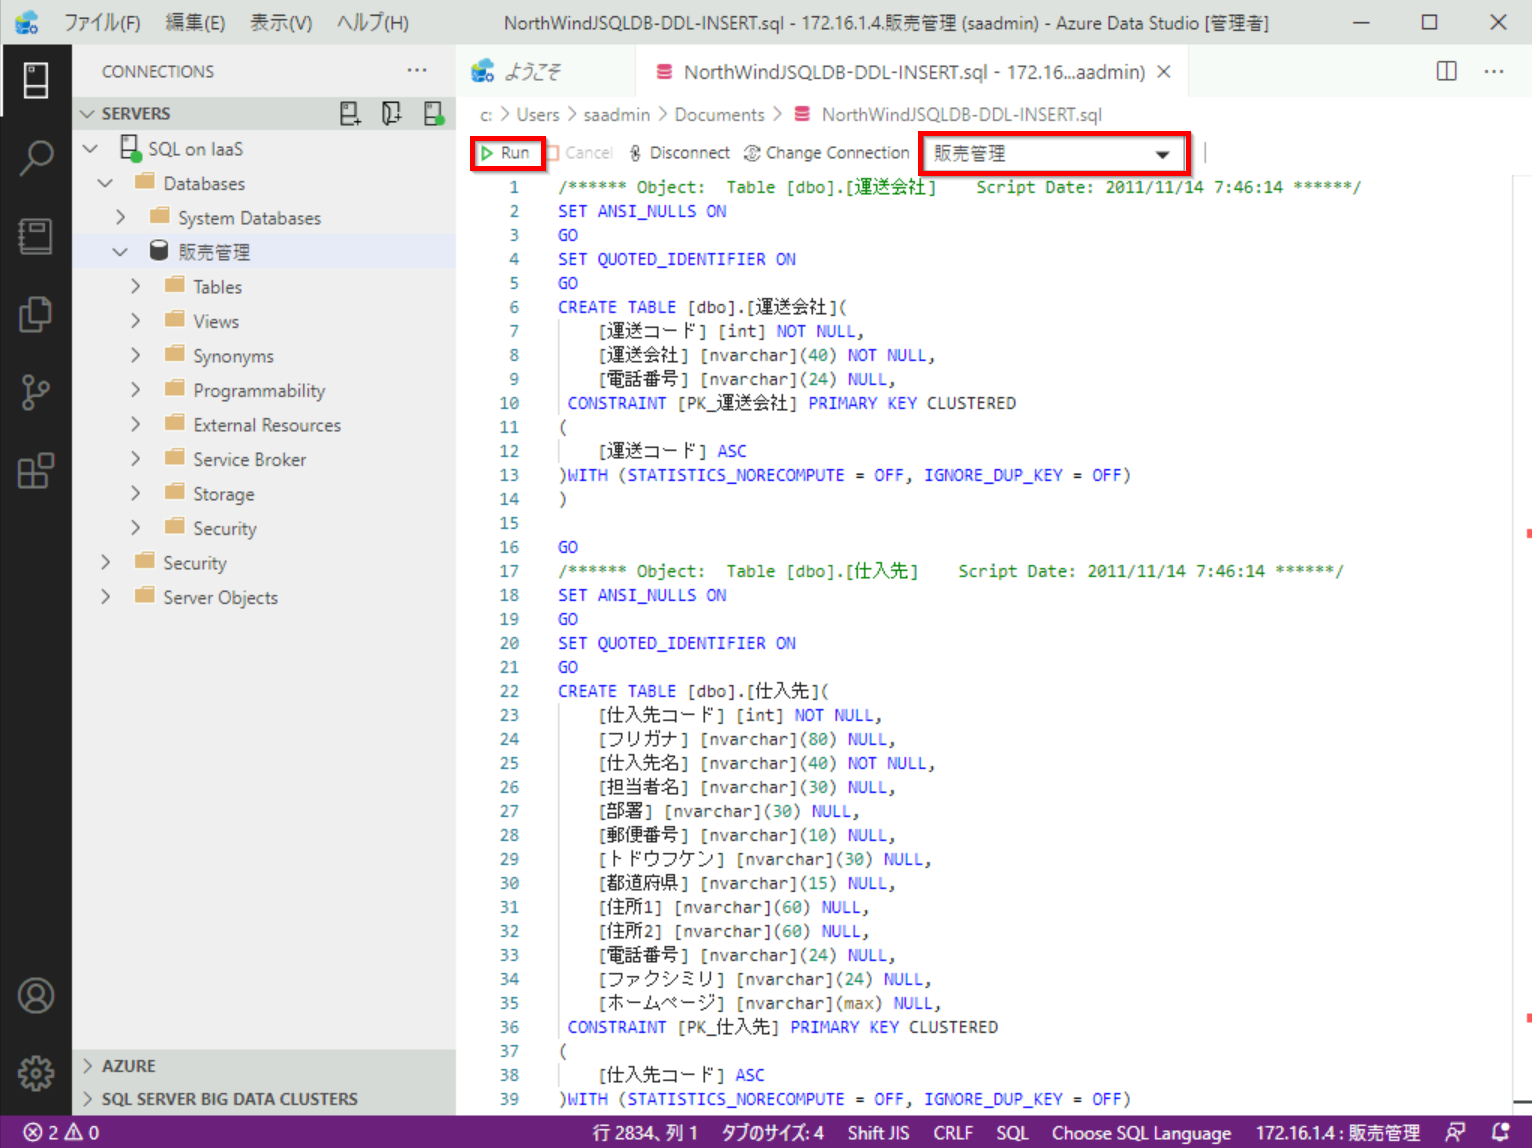 ファイル(F) 編集(E) 表示(V) ヘルプ(H) NorthWindJSQLDB-DDL-INSERT.sql - 172.16.1.4.販売管理 (saadmin) - Azure Data Studio [管理者]
CONNECTIONS
SERVERS
SQL on IaaS
Databases
System Databases
販売管理
Tables
Views
Synonyms
Programmability
External Resources
Service Broker
Storage
Security
Security
Server Objects
AZURE
SQL SERVER BIG DATA CLUSTERS
ようこそ NorthWindJSQLDB-DDL-INSERT.sql - 172.16...aadmin)
c: > Users > saadmin > Documents > NorthWindJSQLDB-DDL-INSERT.sql
Run Cancel Disconnect Change Connection 販売管理
1 /****** Object:  Table [dbo].[運送会社]    Script Date: 2011/11/14 7:46:14 ******/
2 SET ANSI_NULLS ON
3 GO
4 SET QUOTED_IDENTIFIER ON
5 GO
6 CREATE TABLE [dbo].[運送会社](
7 [運送コード] [int] NOT NULL,
8 [運送会社] [nvarchar](40) NOT NULL,
9 [電話番号] [nvarchar](24) NULL,
10 CONSTRAINT [PK_運送会社] PRIMARY KEY CLUSTERED
11 (
12 [運送コード] ASC
13 )WITH (STATISTICS_NORECOMPUTE = OFF, IGNORE_DUP_KEY = OFF)
14 )
15
16 GO
17 /****** Object:  Table [dbo].[仕入先]    Script Date: 2011/11/14 7:46:14 ******/
18 SET ANSI_NULLS ON
19 GO
20 SET QUOTED_IDENTIFIER ON
21 GO
22 CREATE TABLE [dbo].[仕入先](
23 [仕入先コード] [int] NOT NULL,
24 [フリガナ] [nvarchar](80) NULL,
25 [仕入先名] [nvarchar](40) NOT NULL,
26 [担当者名] [nvarchar](30) NULL,
27 [部署] [nvarchar](30) NULL,
28 [郵便番号] [nvarchar](10) NULL,
29 [トドウフケン] [nvarchar](30) NULL,
30 [都道府県] [nvarchar](15) NULL,
31 [住所1] [nvarchar](60) NULL,
32 [住所2] [nvarchar](60) NULL,
33 [電話番号] [nvarchar](24) NULL,
34 [ファクシミリ] [nvarchar](24) NULL,
35 [ホームページ] [nvarchar](max) NULL,
36 CONSTRAINT [PK_仕入先] PRIMARY KEY CLUSTERED
37 (
38 [仕入先コード] ASC
39 )WITH (STATISTICS_NORECOMPUTE = OFF, IGNORE_DUP_KEY = OFF)
2 0 行 2834、列 1 タブのサイズ: 4 Shift JIS CRLF SQL Choose SQL Language 172.16.1.4 : 販売管理